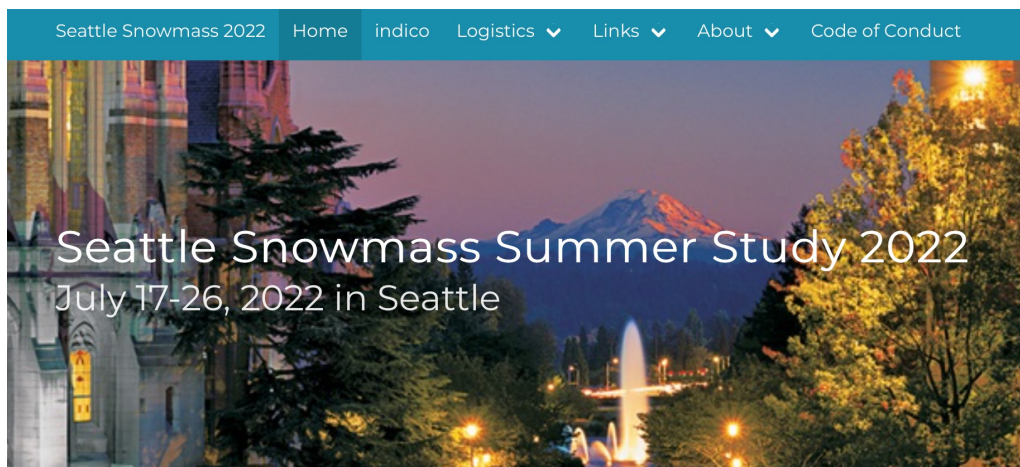 Seattle Snowmass 2022 Home indico Logistics Links About Code of Conduct
Seattle Snowmass Summer Study 2022
July 17-26, 2022 in Seattle